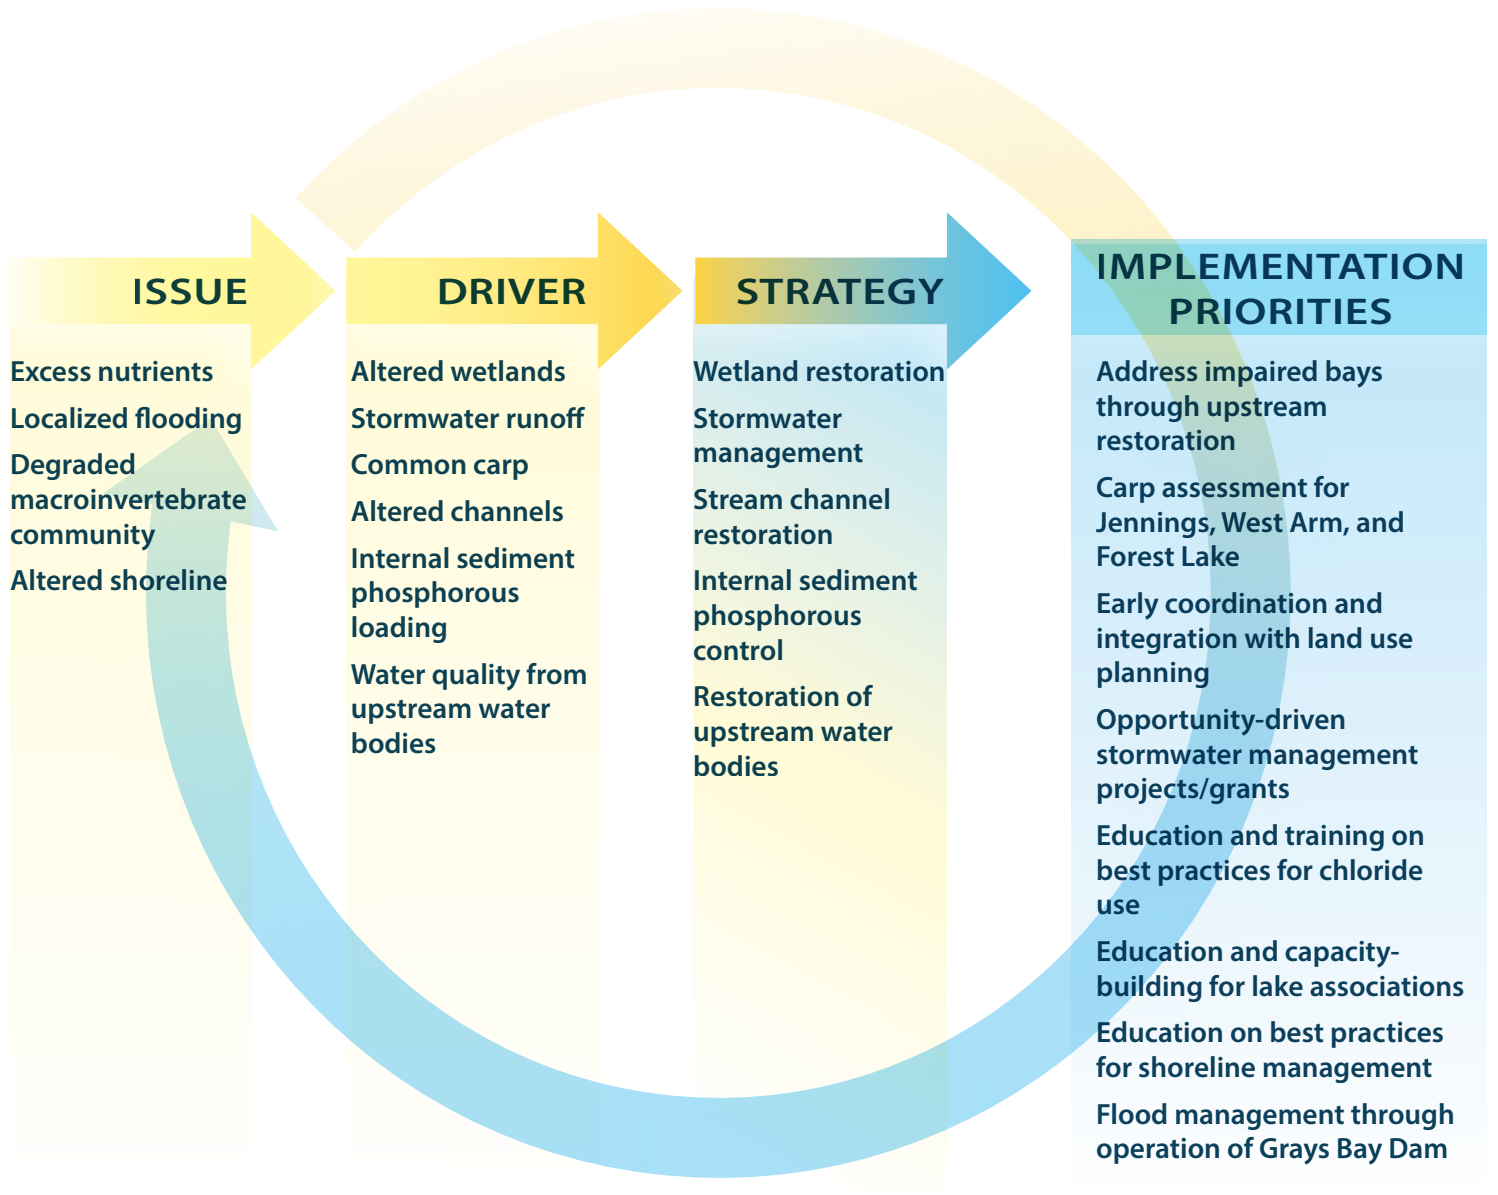 ISSUE
Excess nutrients
Localized flooding
Degraded
macroinvertebrate
community
Altered shoreline
DRIVER
Altered wetlands
Stormwater runoff
Common carp
Altered channels
Internal sediment
phosphorous
loading
Water quality from
upstream water
bodies
STRATEGY
Wetland restoration
Stormwater
management
Stream channel
restoration
Internal sediment
phosphorous
control
Restoration of
upstream water
bodies
IMPLEMENTATION
PRIORITIES
Address impaired bays
through upstream
restoration
Carp assessment for
Jennings, West Arm, and
Forest Lake
Early coordination and
integration with land use
planning
Opportunity-driven
stormwater management
projects/grants
Education and training on
best practices for chloride
use
Education and capacity-
building for lake associations
Education on best practices
for shoreline management
Flood management through
operation of Grays Bay Dam